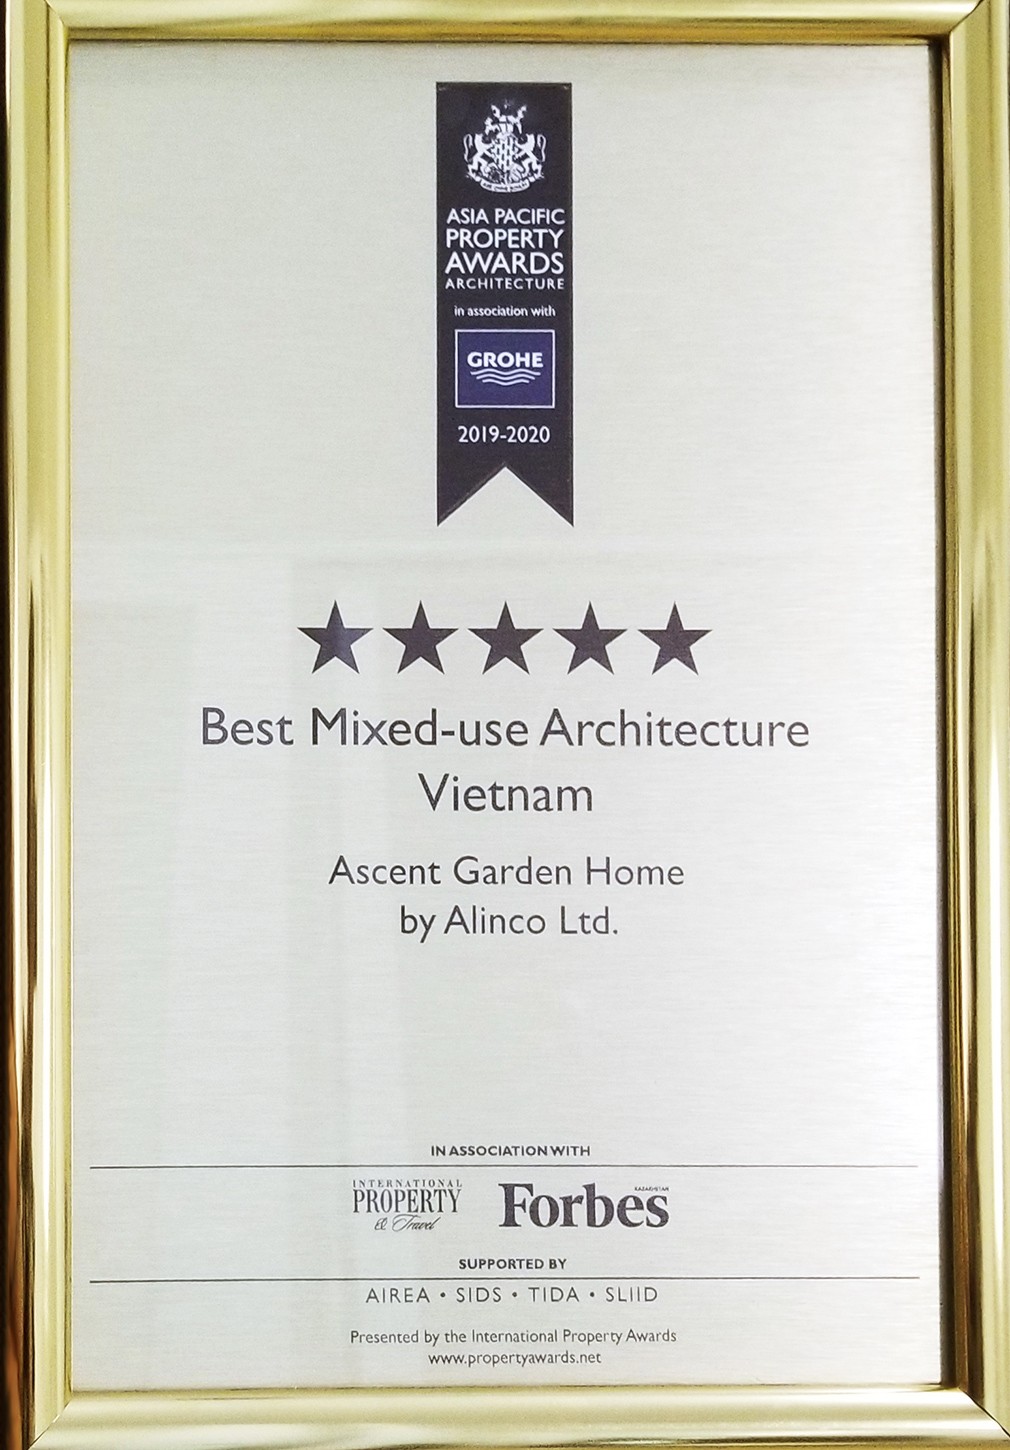 ASIA PACIFIC
PROPERTY
AWARDS
ARCHITECTURE
in association with
GROHE
2019-2020
Best Mixed-use Architecture
Vietnam
Ascent Garden Home
by Alinco Ltd.
IN ASSOCIATION WITH
INTERNATIONAL
PROPERTY
& Travel
KAZAKHSTAN
Forbes
SUPPORTED BY
AIREA • SIDS • TIDA • SLIID
Presented by the International Property Awards
www.propertyawards.net